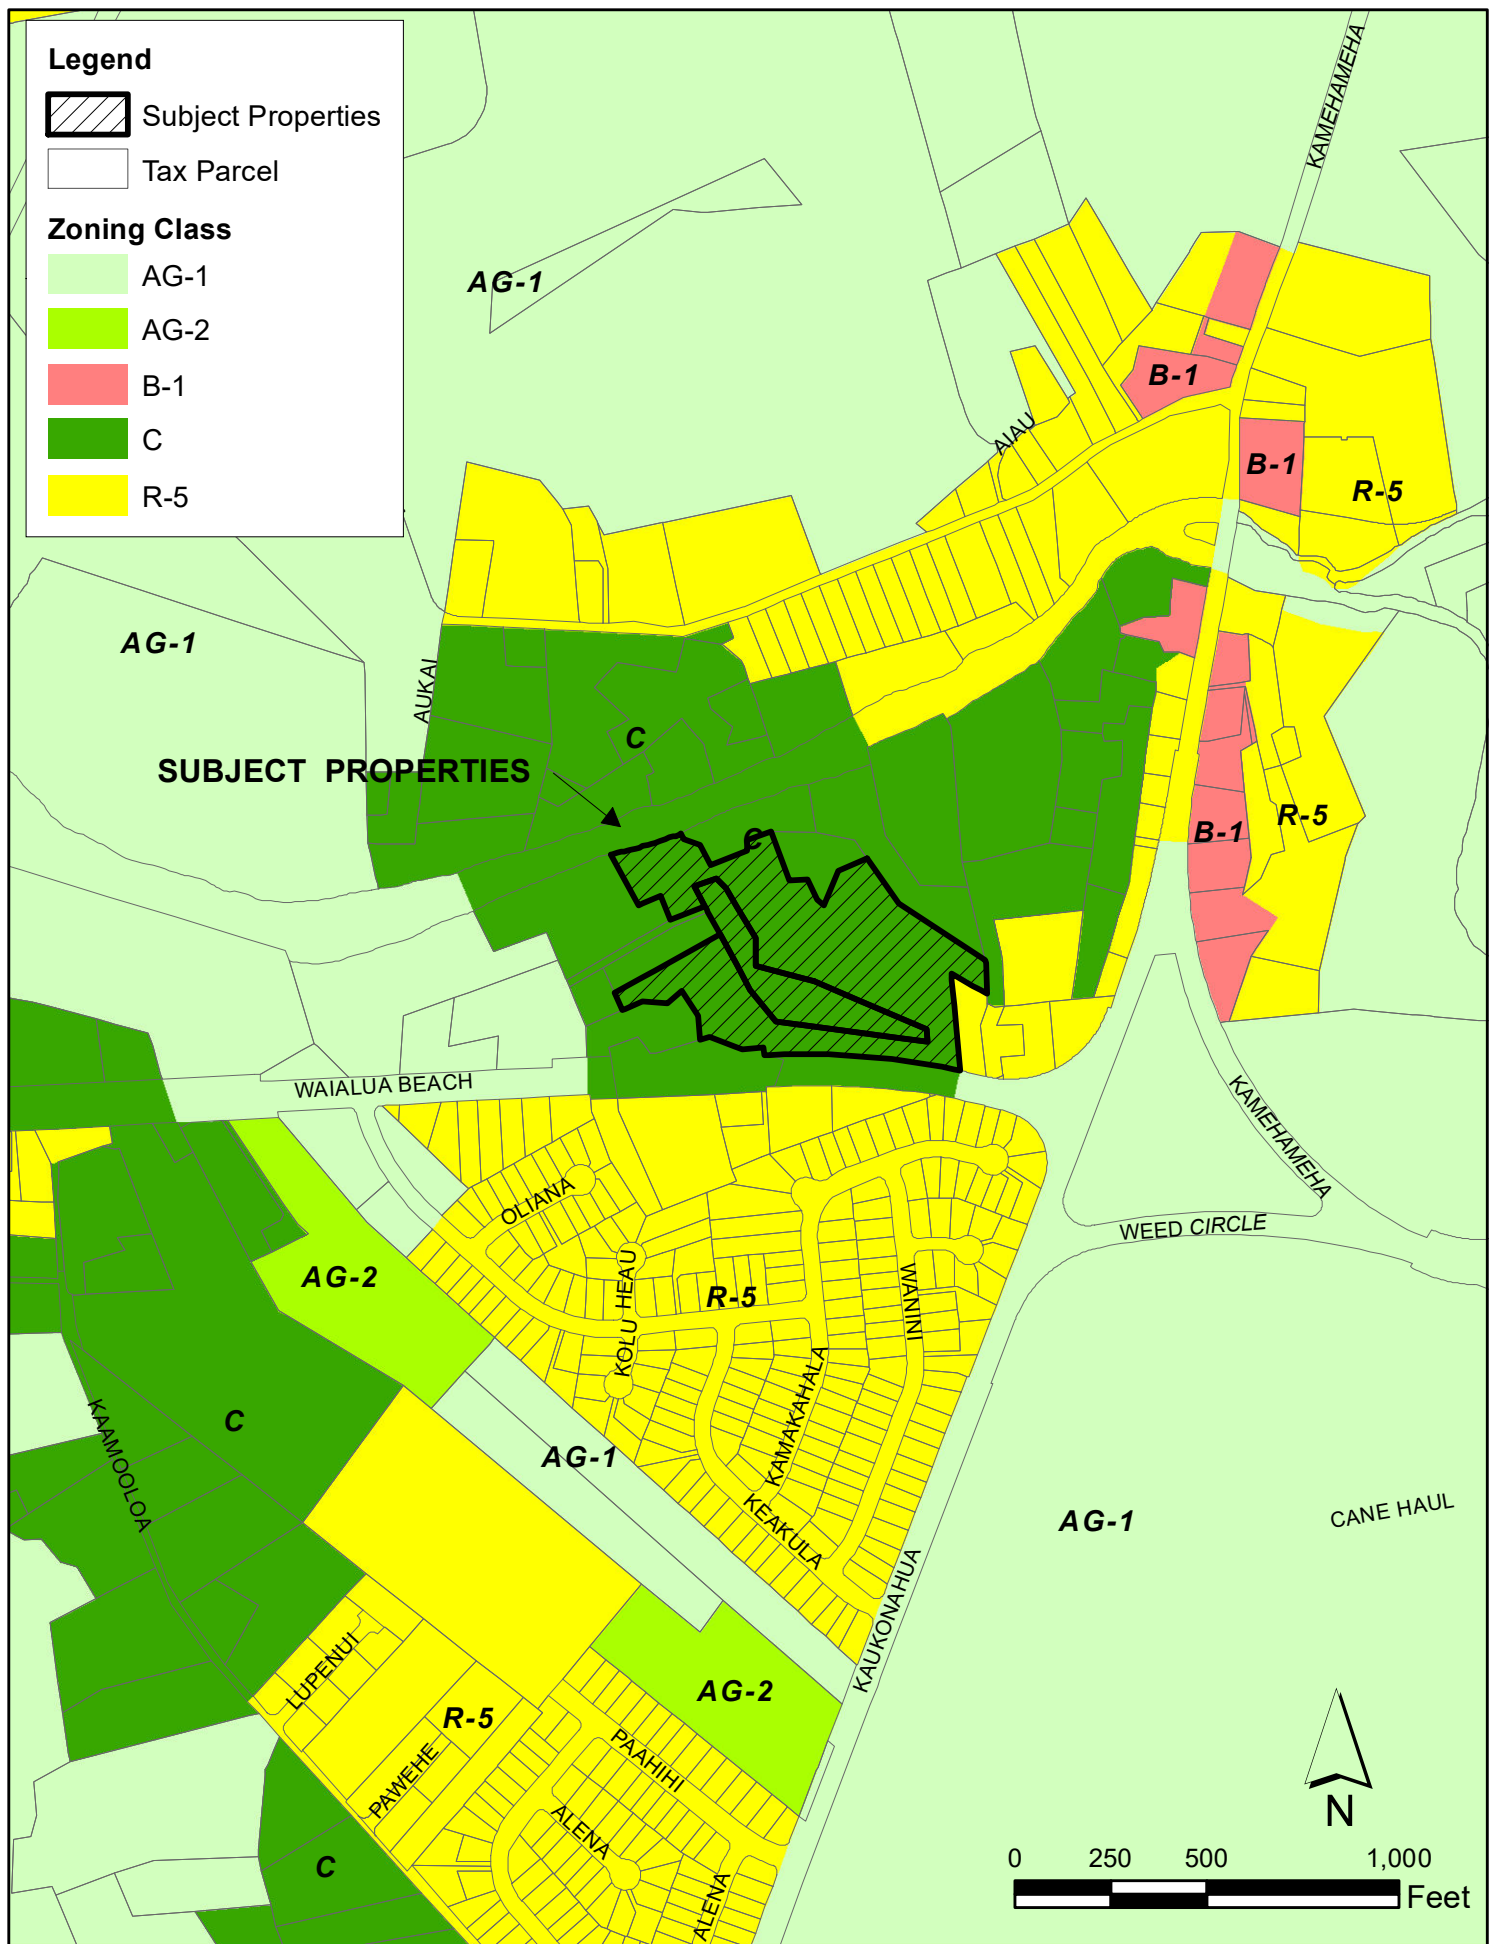 Legend
Subject Properties
Tax Parcel
Zoning Class
AG-1
AG-2
B-1
C
R-5
KAMEHAMEHA
AG-1
B-1
AIAU
B-1
R-5
AG-1
AUKAI
C
SUBJECT PROPERTIES
C
B-1
R-5
WAIALUA BEACH
KAMEHAMEHA
OLIANA
WEED CIRCLE
AG-2
KOLU HEAU
R-5
WANINI
KAMAKAHALA
C
KAAMOOLOA
AG-1
KEAKULA
AG-1
CANE HAUL
KAUKONAHUA
LUPENUI
AG-2
R-5
PAAHIHI
PAWEHE
ALENA
C
ALENA
N
0 250 500 1,000
Feet